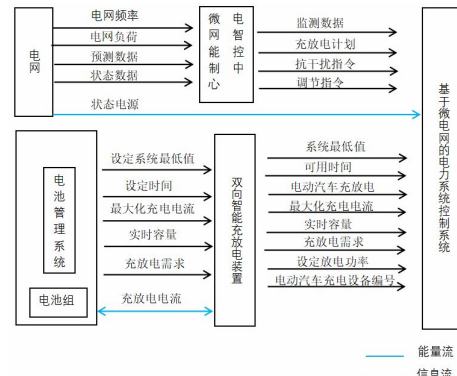 电网
电网频率
电网负荷
预测数据
状态数据
状态电源
微电
网智
能控
制中
心
监测数据
充放电计划
抗干扰指令
调节指令
基于微电网的电力系统控制系统
电池管理系统
电池组
设定系统最低值
设定时间
最大化充电电流
实时容量
充放电需求
充放电电流
双向智能充放电装置
系统最低值
可用时间
电动汽车充放电
最大化充电电流
实时容量
充放电需求
设定放电功率
电动汽车充电设备编号
能量流
信息流